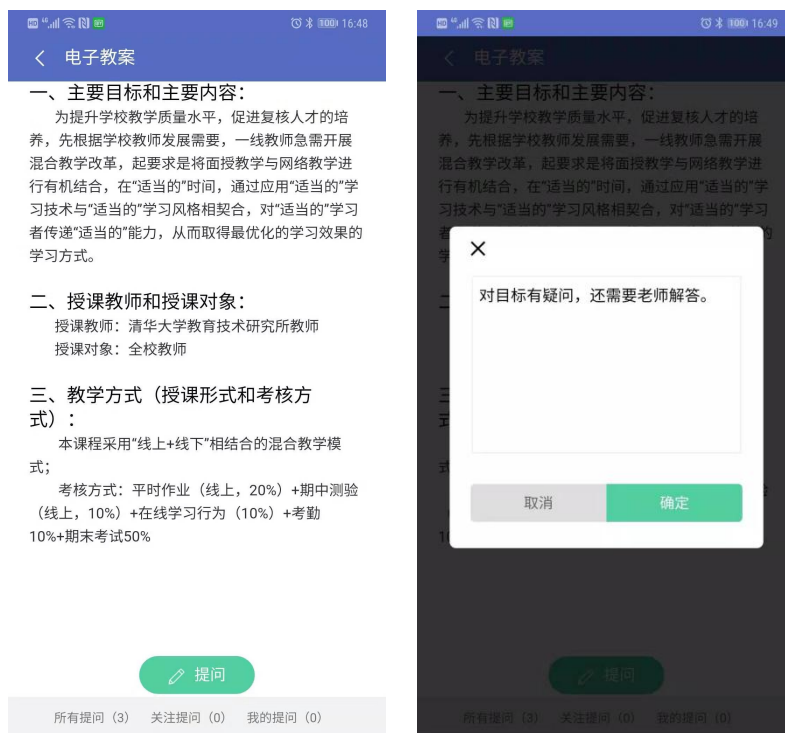 16:48
电子教案
一、主要目标和主要内容：
为提升学校教学质量水平，促进复核人才的培
养，先根据学校教师发展需要，一线教师急需开展
混合教学改革，起要求是将面授教学与网络教学进
行有机结合，在“适当的”时间，通过应用“适当的”学
习技术与“适当的”学习风格相契合，对“适当的”学习
者传递“适当的”能力，从而取得最优化的学习效果的
学习方式。
二、授课教师和授课对象：
授课教师：清华大学教育技术研究所教师
授课对象：全校教师
三、教学方式（授课形式和考核方
式）：
本课程采用“线上+线下”相结合的混合教学模
式；
考核方式：平时作业（线上，20%）+期中测验
（线上，10%）+在线学习行为（10%）+考勤
10%+期末考试50%
提问
所有提问（3） 关注提问（0） 我的提问（0）
16:49
电子教案
一、主要目标和主要内容：
为提升学校教学质量水平，促进复核人才的培
养，先根据学校教师发展需要，一线教师急需开展
混合教学改革，起要求是将面授教学与网络教学进
行有机结合，在“适当的”时间，通过应用“适当的”学
习技术与“适当的”学习风格相契合，对“适当的”学习
对目标有疑问，还需要老师解答。
取消 确定
提问
所有提问（3） 关注提问（0） 我的提问（0）